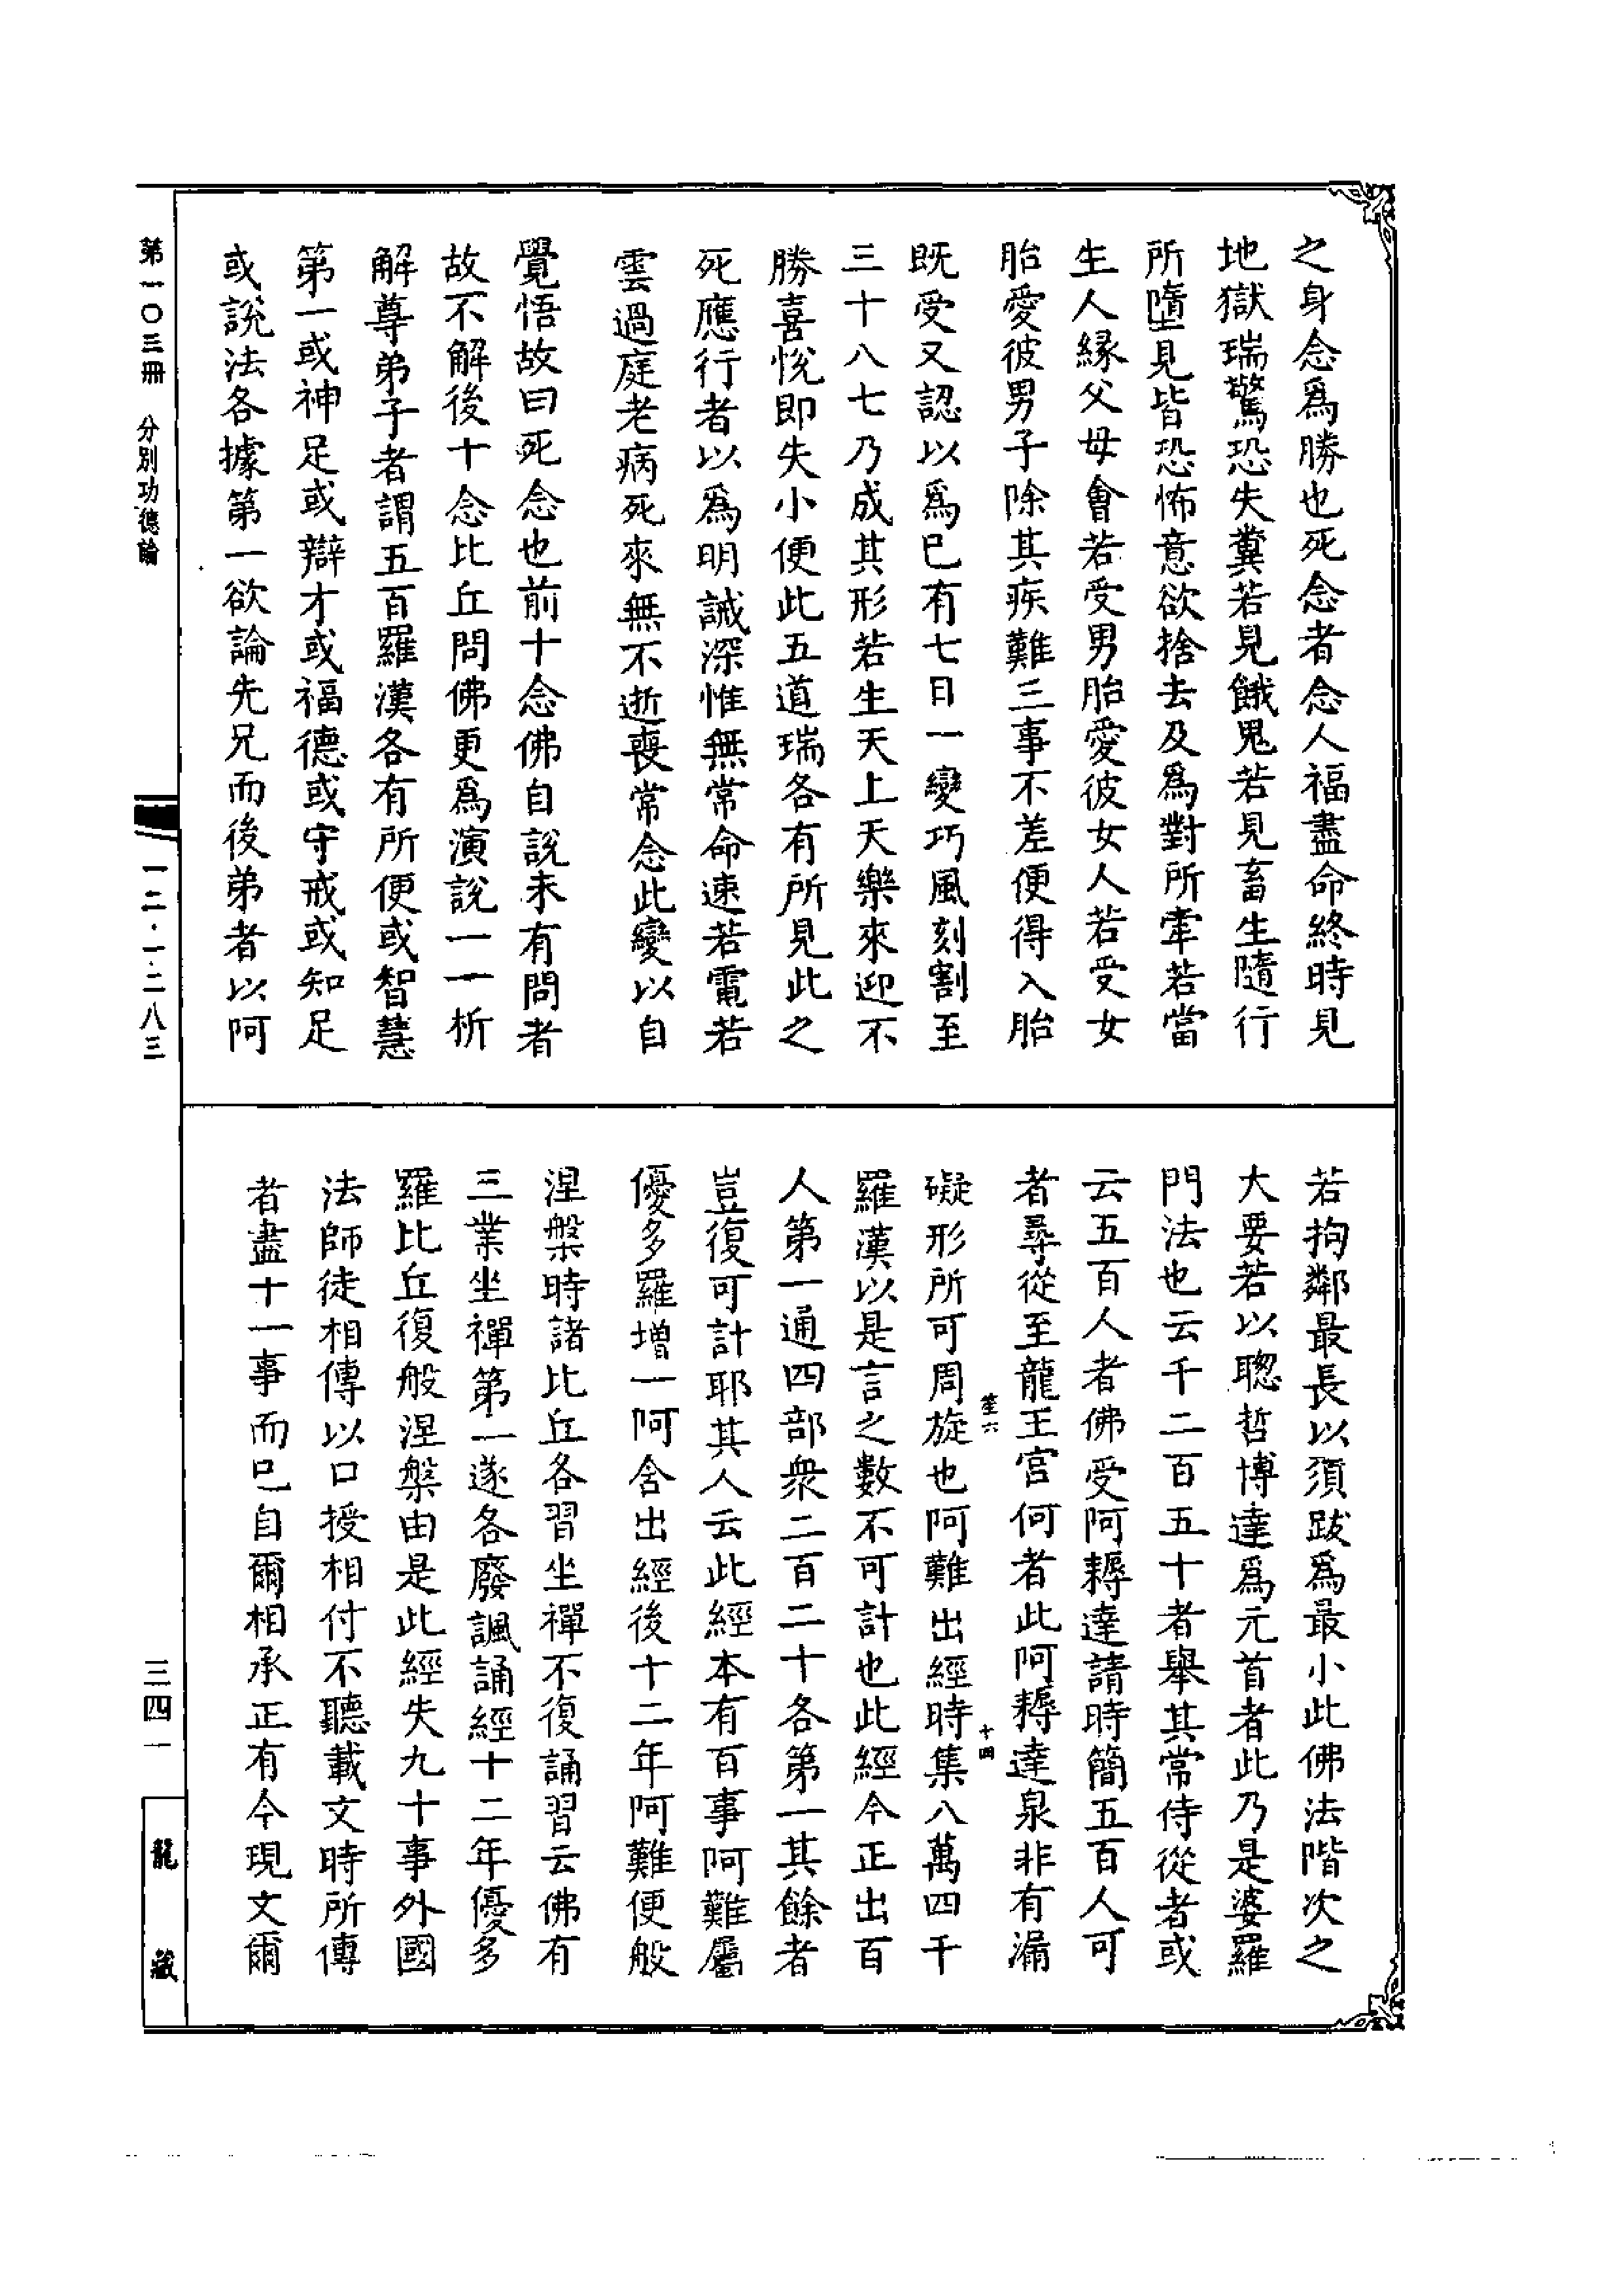 之身念爲勝也死念者念人福盡命終時見
地獄瑞驚恐失糞若見餓鬼若見畜生隨行
所墮見皆恐怖意欲捨去及爲對所牽若當
生人緣父母會若受男胎愛彼女人若受女
胎愛彼男子除其疾難三事不差便得入胎
既受又認以爲已有七日一變巧風刻割至
三十八七乃成其形若生天上天樂來迎不
勝喜悅即失小便此五道瑞各有所見此之
死應行者以爲明誡深惟無常命速若電若
雲過庭老病死來無不逝喪常念此變以自
覺悟故曰死念也前十念佛自說未有問者
故不解後十念比丘問佛更爲演說一一析
解尊弟子者謂五百羅漢各有所便或智慧
第一或神足或辯才或福德或守戒或知足
或說法各據第一欲論先兄而後弟者以阿
若拘鄰最長以須跋爲最小此佛法階次之
大要若以聰哲博達爲元首者此乃是婆羅
門法也云千二百五十者舉其常侍從者或
云五百人者佛受阿耨達請時簡五百人可
者尋從至龍王宮何者此阿耨達泉非有漏
笙六
十四
礙形所可周旋也阿難出經時集八萬四千
羅漢以是言之數不可計也此經今正出百
人第一通四部衆二百二十各第一其餘者
豈復可計耶其人云此經本有百事阿難屬
優多羅增一阿含出經後十二年阿難便般
涅槃時諸比丘各習坐禪不復誦習云佛有
三業坐禪第一遂各廢諷誦經十二年優多
羅比丘復般涅槃由是此經失九十事外國
法師徒相傳以口授相付不聽載文時所傳
者盡十一事而已自爾相承正有今現文爾
第一〇三冊 分別功德論
一二·一·二八三
三四一
龍藏